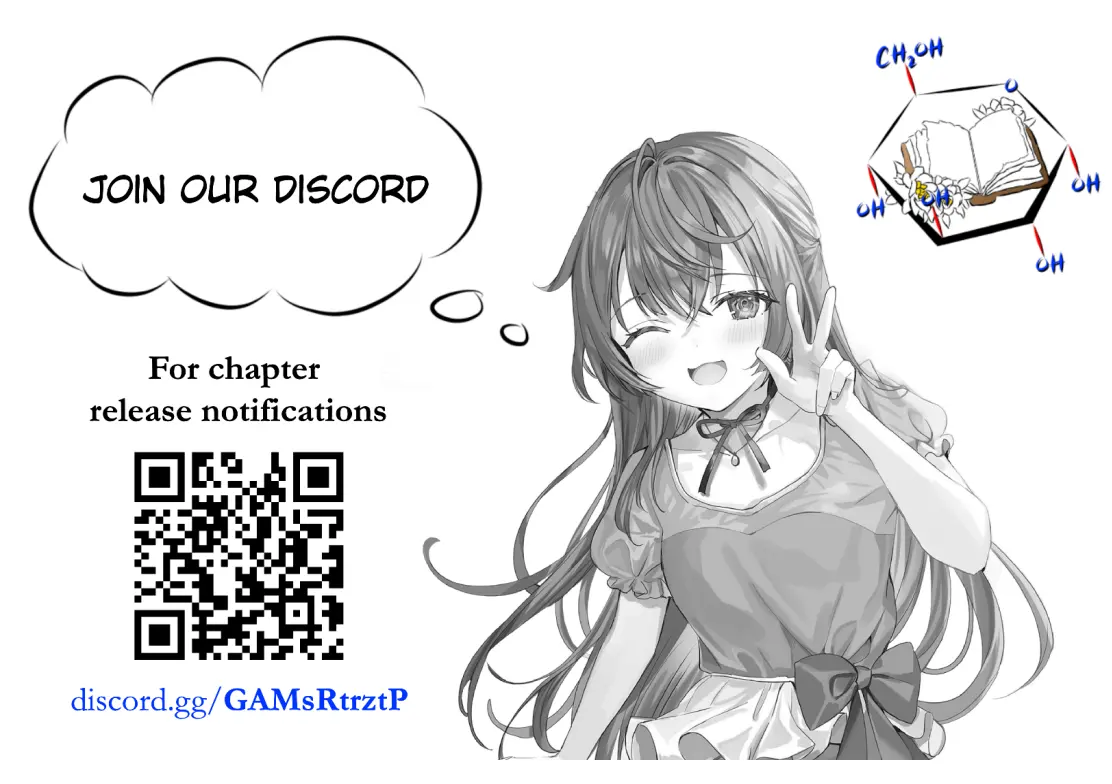 JOIN OUR DISCORD
For chapter
release notifications
discord.gg/GAMsRtrztP
CH₂OH
O
OH
OH
OH
OH